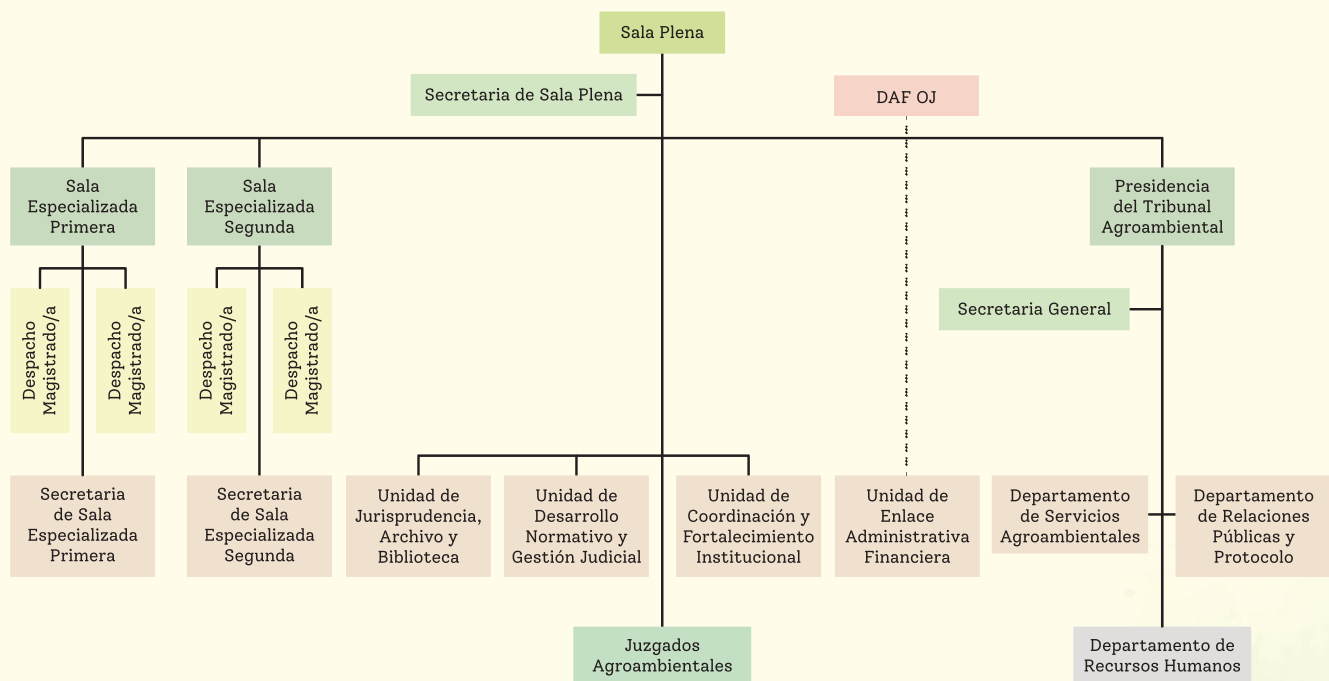 Sala Plena
Secretaria de Sala Plena
DAF OJ
Sala
Especializada
Primera
Sala
Especializada
Segunda
Presidencia
del Tribunal
Agroambiental
Despacho
Magistrado/a
Despacho
Magistrado/a
Despacho
Magistrado/a
Despacho
Magistrado/a
Secretaria General
Secretaria
de Sala
Especializada
Primera
Secretaria
de Sala
Especializada
Segunda
Unidad de
Jurisprudencia,
Archivo y
Biblioteca
Unidad de
Desarrollo
Normativo y
Gestión Judicial
Unidad de
Coordinación y
Fortalecimiento
Institucional
Unidad de
Enlace
Administrativa
Financiera
Departamento
de Servicios
Agroambientales
Departamento
de Relaciones
Públicas y
Protocolo
Juzgados
Agroambientales
Departamento de
Recursos Humanos